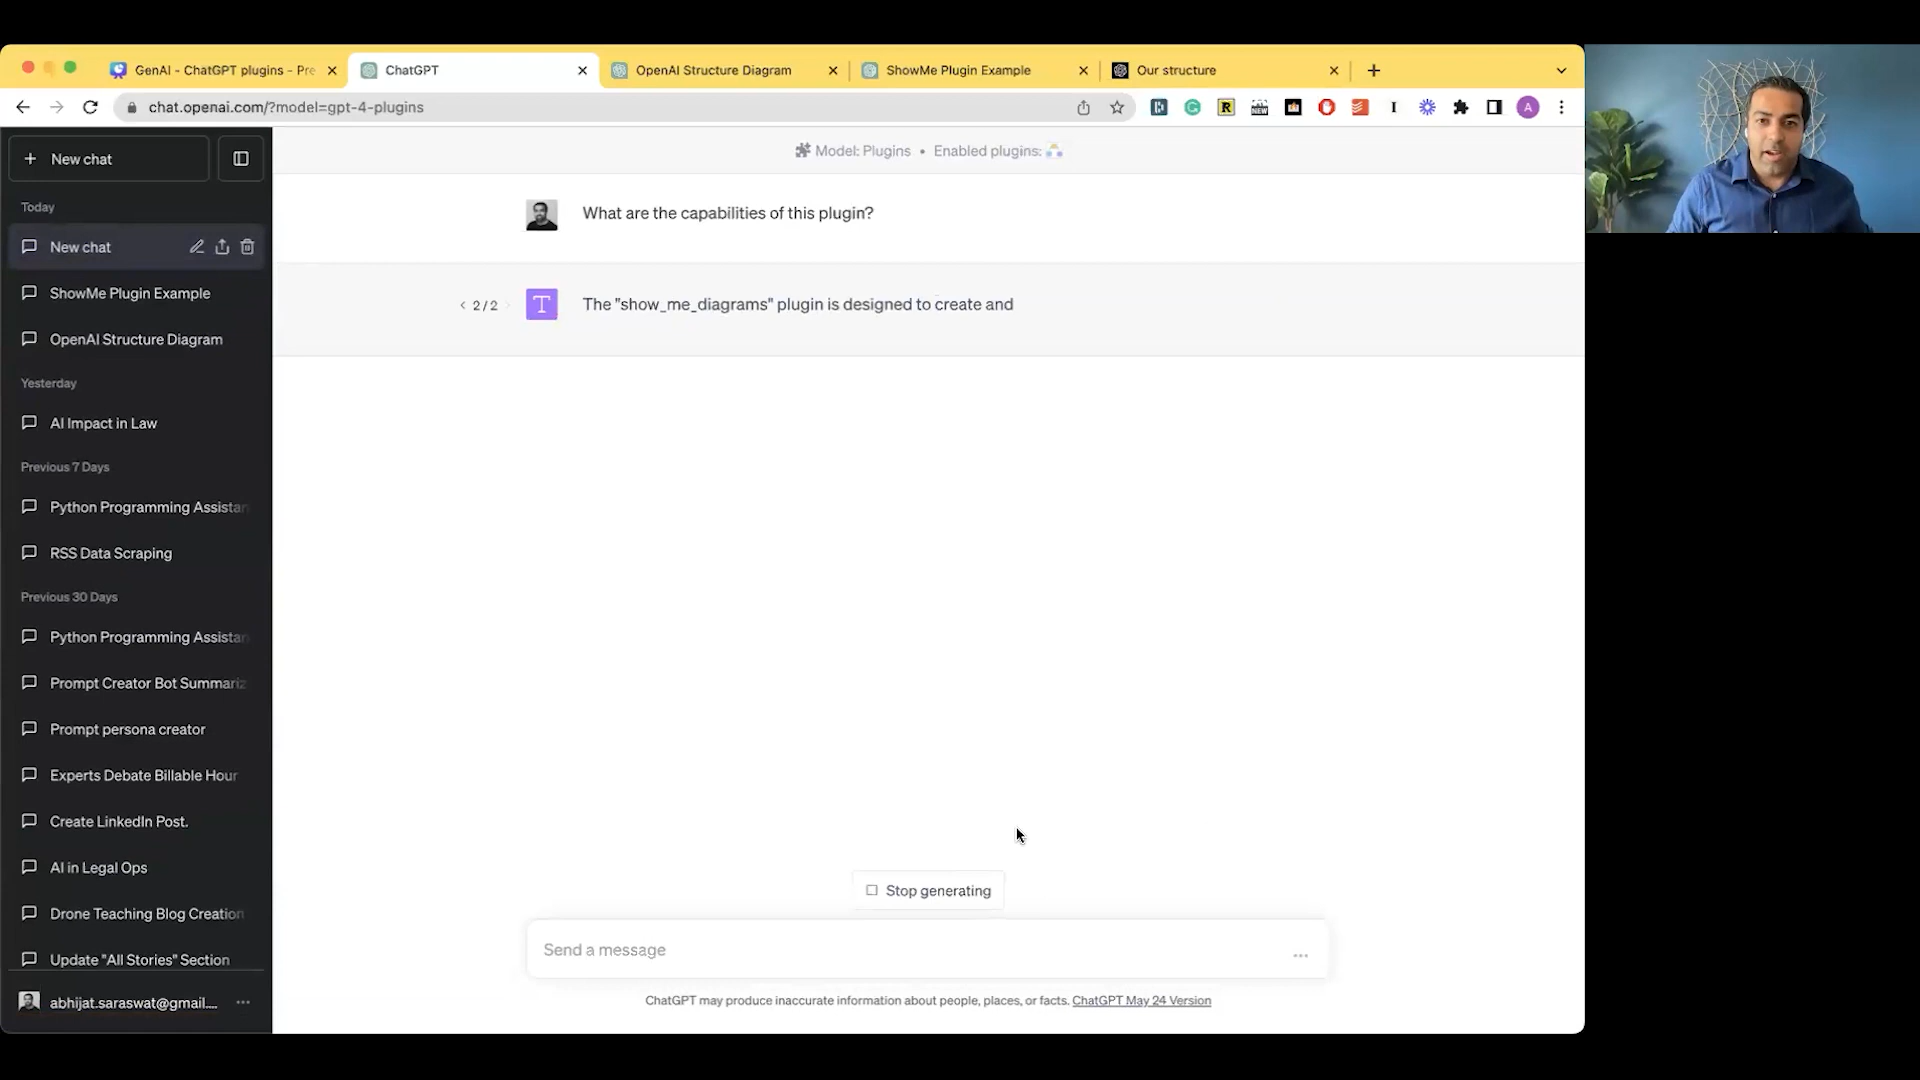 GenAI - ChatGPT plugins - Pre
ChatGPT
OpenAI Structure Diagram
ShowMe Plugin Example
Our structure
chat.openai.com/?model=gpt-4-plugins
A
New chat
Model: Plugins • Enabled plugins:
Today
New chat
What are the capabilities of this plugin?
ShowMe Plugin Example
< 2 / 2 >
T
The "show_me_diagrams" plugin is designed to create and
OpenAI Structure Diagram
Yesterday
AI Impact in Law
Previous 7 Days
Python Programming Assistan
RSS Data Scraping
Previous 30 Days
Python Programming Assistan
Prompt Creator Bot Summariz
Prompt persona creator
Experts Debate Billable Hour
Create LinkedIn Post.
AI in Legal Ops
Drone Teaching Blog Creation
Update "All Stories" Section
abhijat.saraswat@gmail....
Stop generating
Send a message
ChatGPT may produce inaccurate information about people, places, or facts. ChatGPT May 24 Version